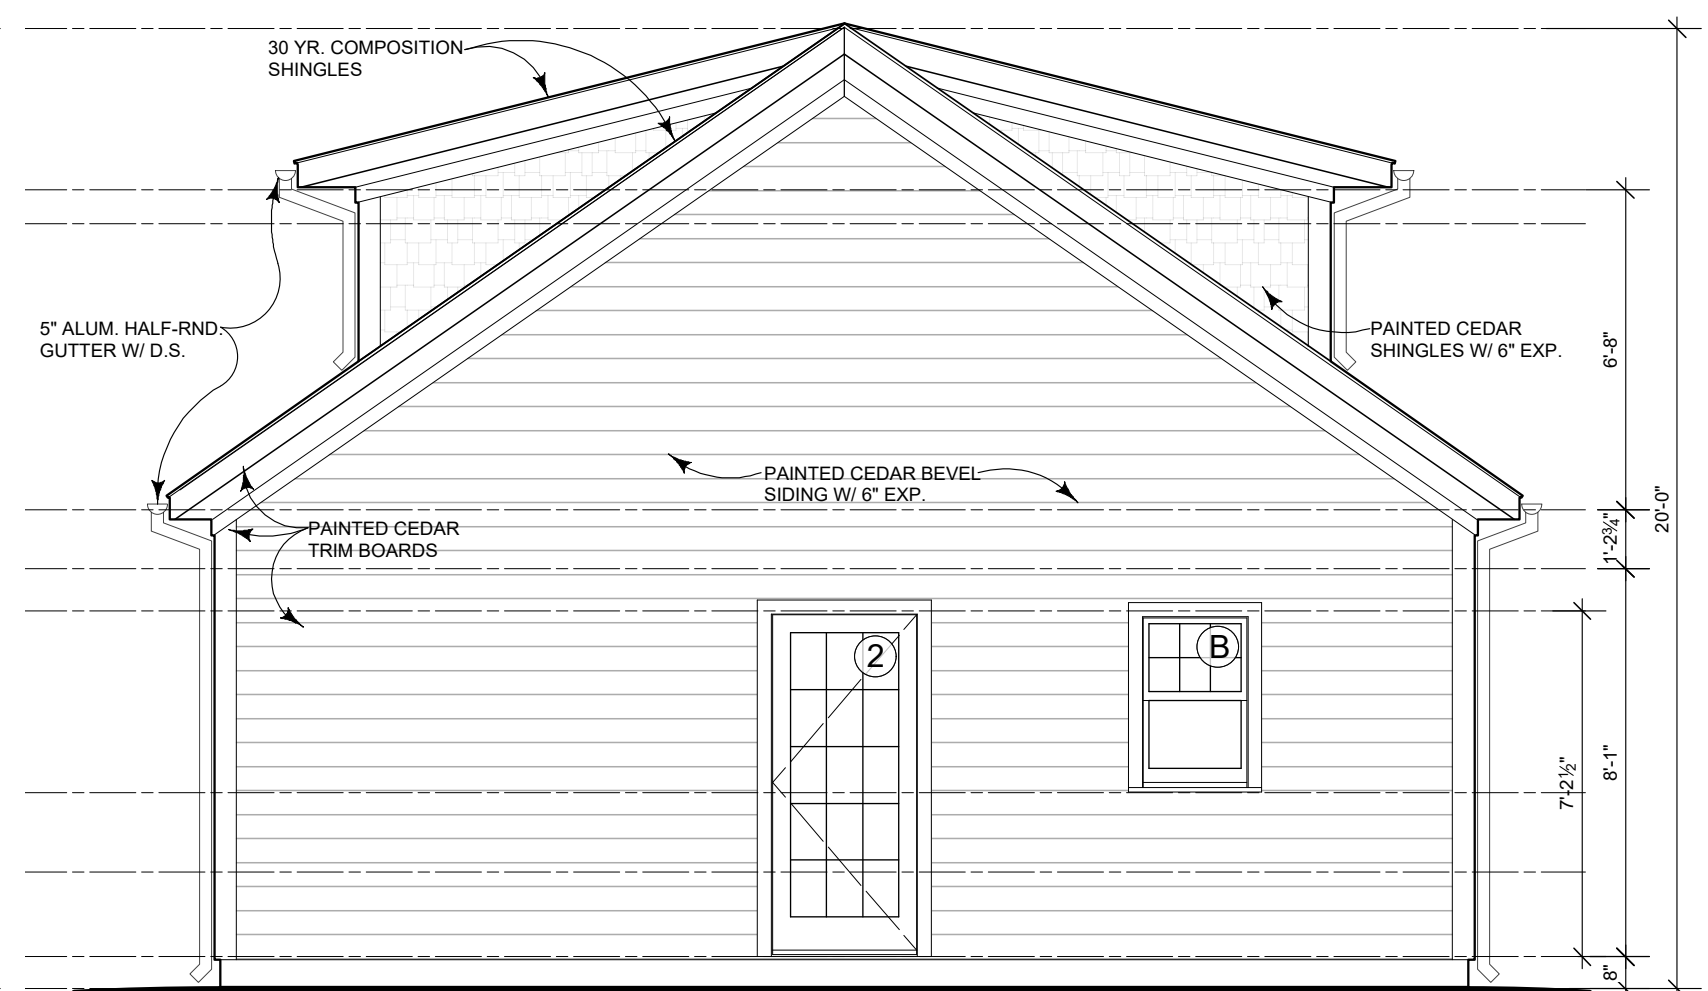 30 YR. COMPOSITION
SHINGLES
5" ALUM. HALF-RND.
GUTTER W/ D.S.
PAINTED CEDAR
SHINGLES W/ 6" EXP.
PAINTED CEDAR BEVEL
SIDING W/ 6" EXP.
PAINTED CEDAR
TRIM BOARDS
2
B
6'-8"
1'-2¾"
20'-0"
7'-2½"
8'-1"
8"